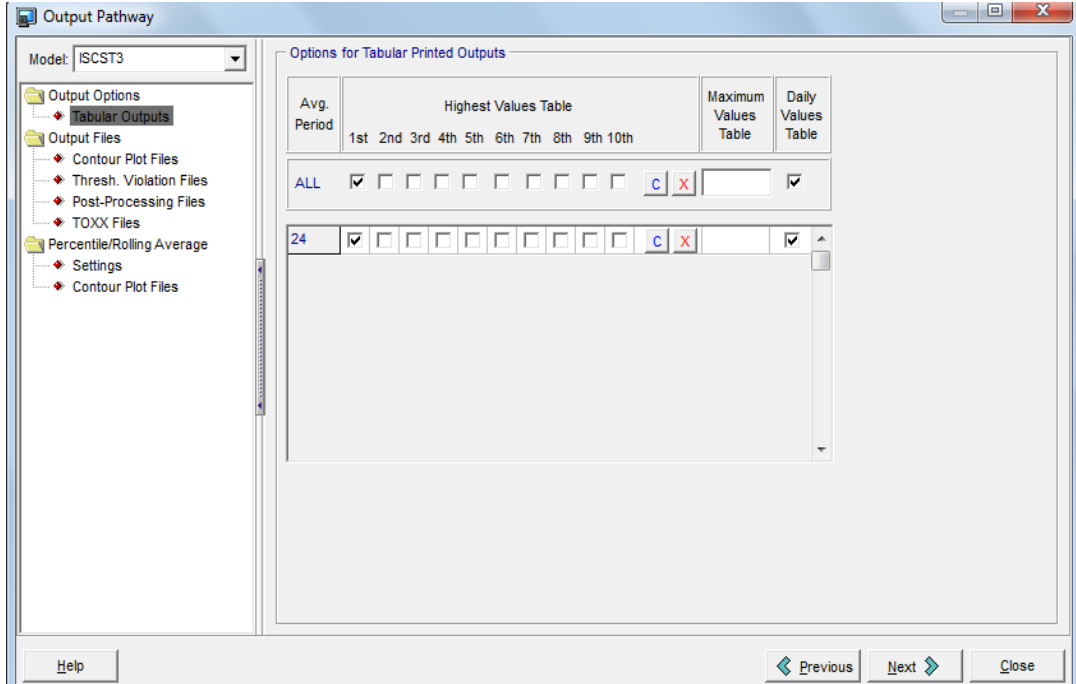 Output Pathway
Model: ISCST3
Output Options
Tabular Outputs
Output Files
Contour Plot Files
Thresh. Violation Files
Post-Processing Files
TOXX Files
Percentile/Rolling Average
Settings
Contour Plot Files
Options for Tabular Printed Outputs
Avg. Period
Highest Values Table
1st 2nd 3rd 4th 5th 6th 7th 8th 9th 10th
Maximum Values Table
Daily Values Table
ALL C X
24 C X
Help
Previous
Next
Close